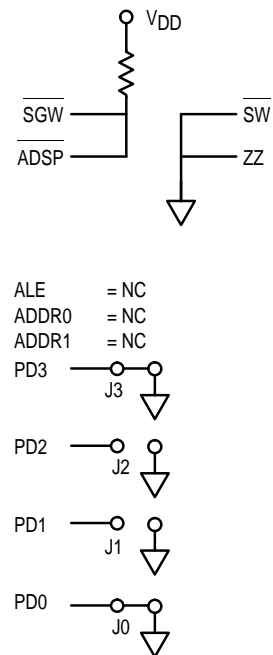 VDD
SGW
SW
ADSP
ZZ
ALE = NC
ADDR0 = NC
ADDR1 = NC
PD3
J3
PD2
J2
PD1
J1
PD0
J0